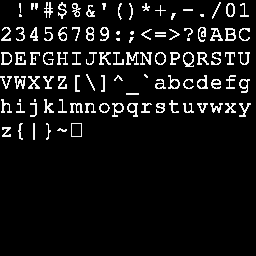 !"#$%&'()*+,-./01
23456789:;<=>?@ABC
DEFGHIJKLMNOPQRSTU
VWXYZ[\]^_`abcdefg
hijklmnopqrstuvwxy
z{|}~□